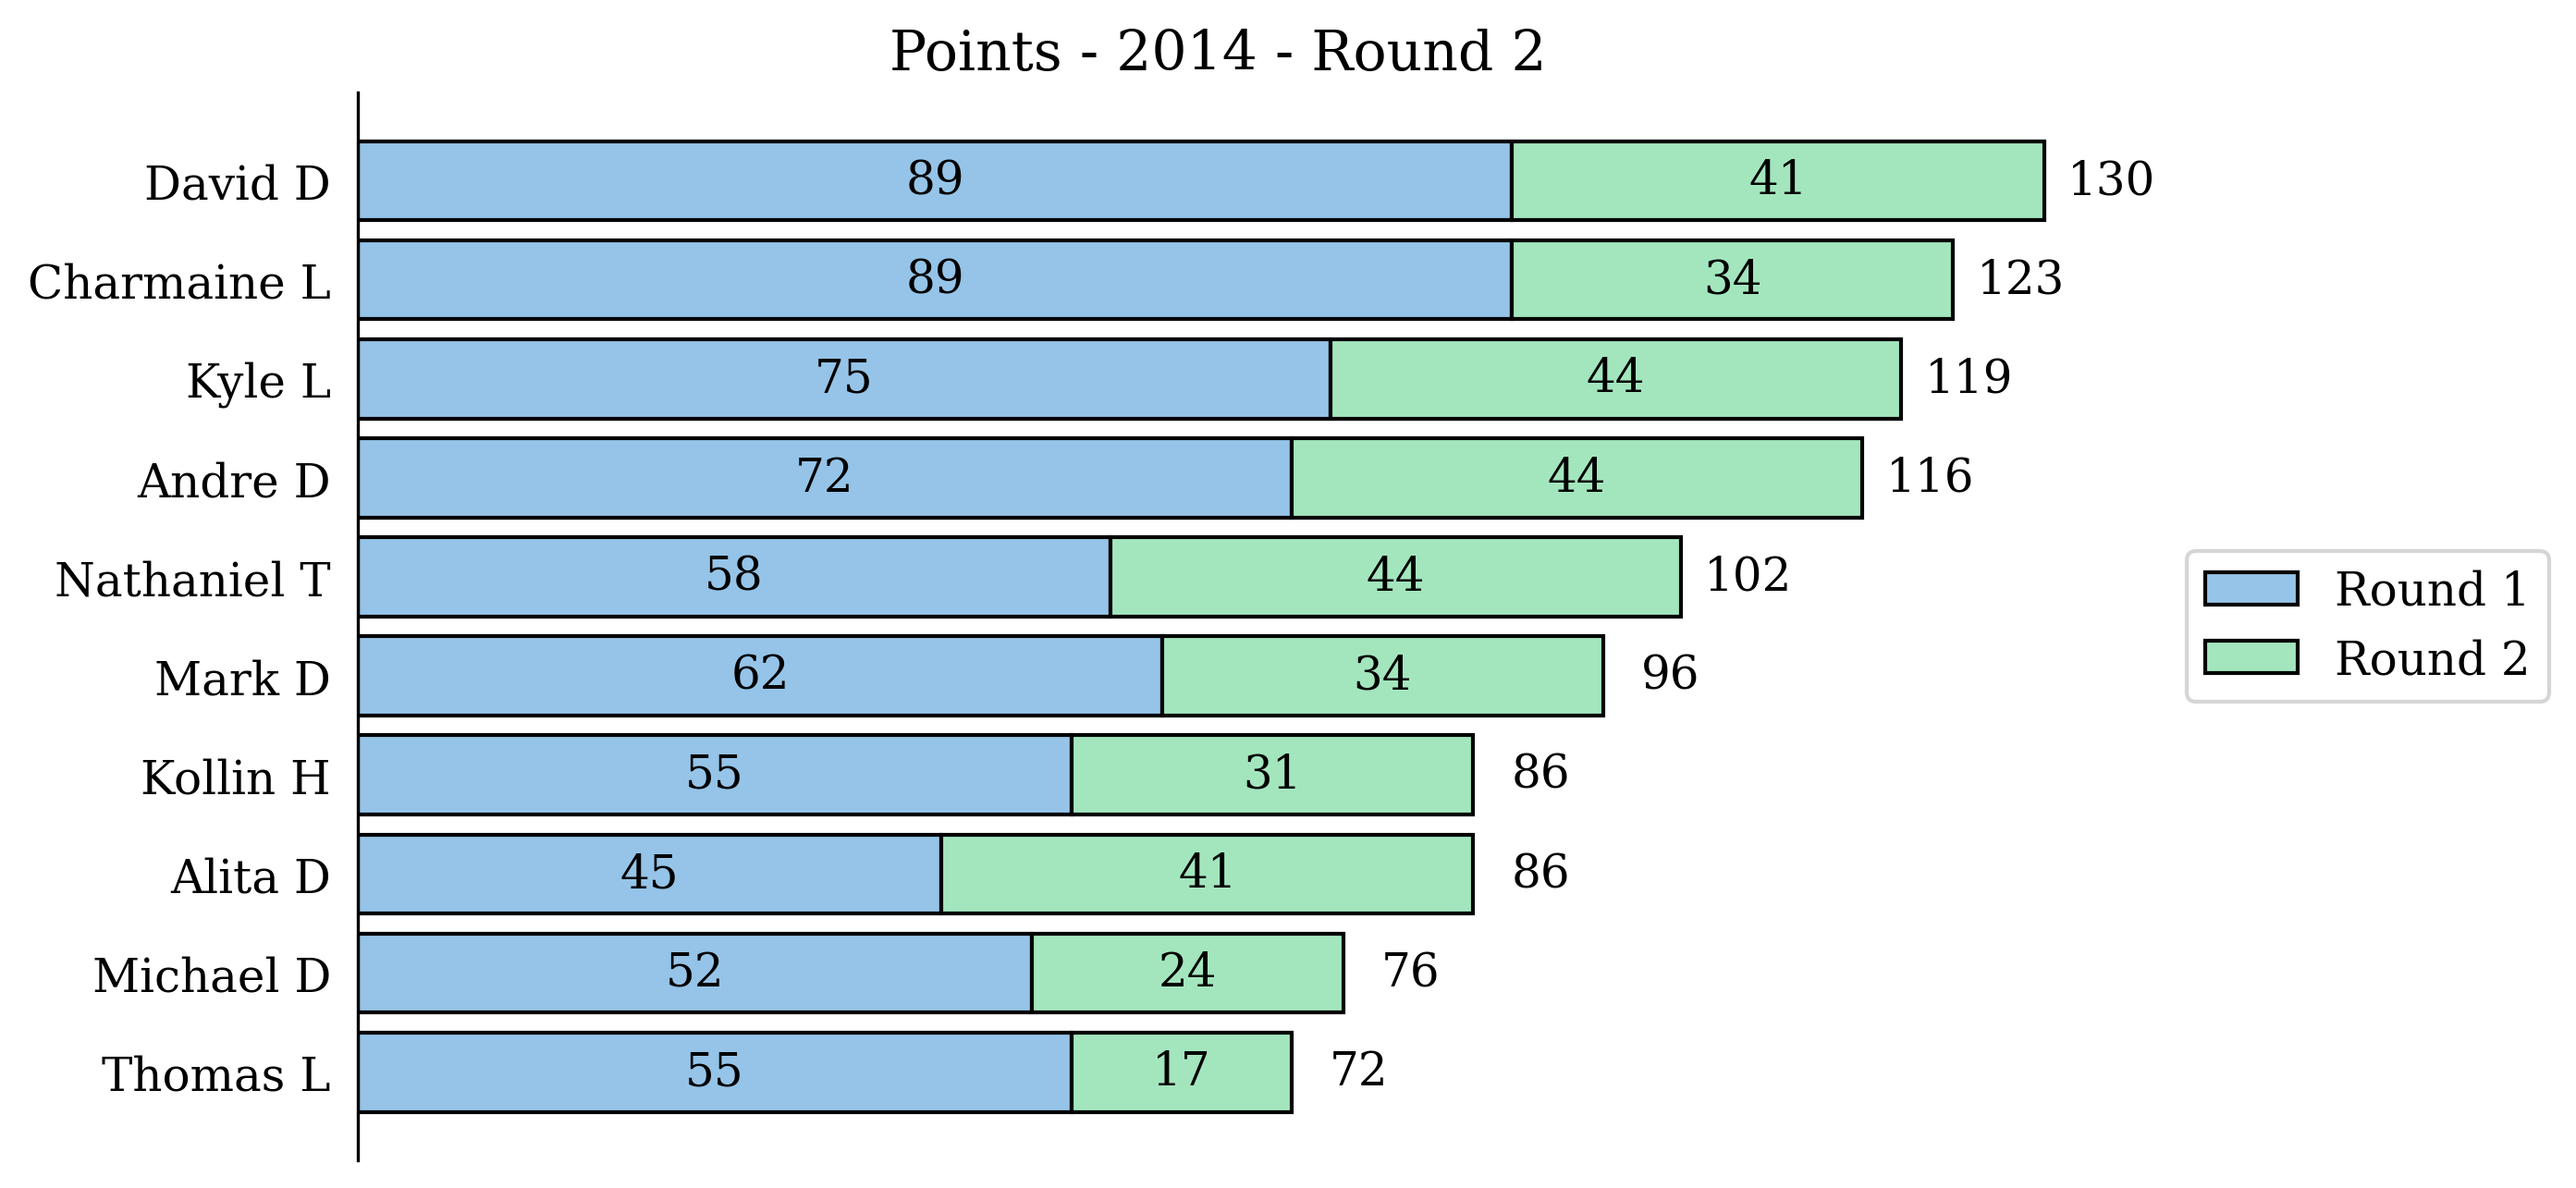 Points - 2014 - Round 2
David D 89 41 130
Charmaine L 89 34 123
Kyle L 75 44 119
Andre D 72 44 116
Nathaniel T 58 44 102
Mark D 62 34 96
Kollin H 55 31 86
Alita D 45 41 86
Michael D 52 24 76
Thomas L 55 17 72
Round 1
Round 2